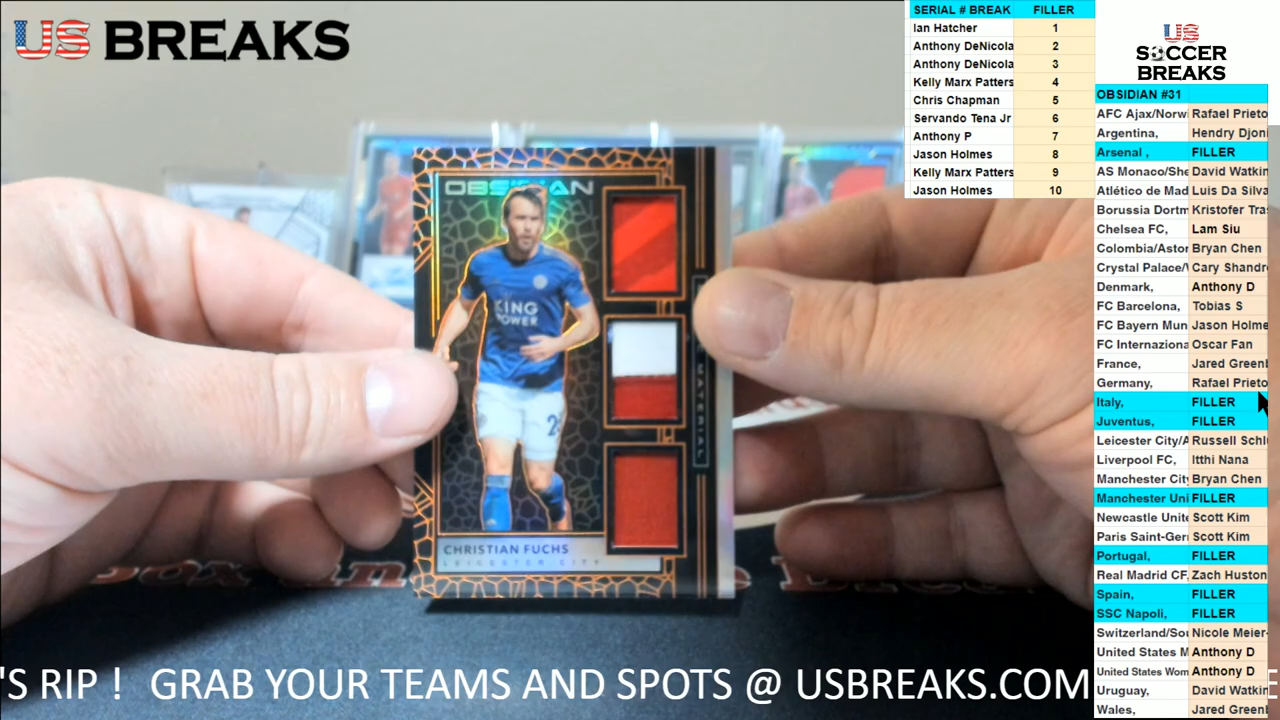 US BREAKS
SERIAL # BREAK FILLER
Ian Hatcher 1
Anthony DeNicola 2
Anthony DeNicola 3
Kelly Marx Patters 4
Chris Chapman 5
Servando Tena Jr 6
Anthony P 7
Jason Holmes 8
Kelly Marx Patters 9
Jason Holmes 10
US
SOCCER
BREAKS
OBSIDIAN #31
AFC Ajax/Norwi Rafael Prieto
Argentina, Hendry Djoni
Arsenal , FILLER
AS Monaco/She David Watkin
Atlético de Mad Luis Da Silva
Borussia Dortm Kristofer Tra
Chelsea FC, Lam Siu
Colombia/Aston Bryan Chen
Crystal Palace/ Cary Shandro
Denmark, Anthony D
FC Barcelona, Tobias S
FC Bayern Mun Jason Holme
FC Internaziona Oscar Fan
France, Jared Green
Germany, Rafael Prieto
Italy, FILLER
Juventus, FILLER
Leicester City/A Russell Schl
Liverpool FC, Itthi Nana
Manchester City Bryan Chen
Manchester Uni FILLER
Newcastle Unite Scott Kim
Paris Saint-Ger Scott Kim
Portugal, FILLER
Real Madrid CF, Zach Huston
Spain, FILLER
SSC Napoli, FILLER
Switzerland/Sou Nicole Meier-
United States M Anthony D
United States Wom Anthony D
Uruguay, David Watkin
Wales, Jared Green
OBSIDIAN
KING
POWER
MATERIAL
CHRISTIAN FUCHS
LEICESTER CITY
'S RIP ! GRAB YOUR TEAMS AND SPOTS @ USBREAKS.COM